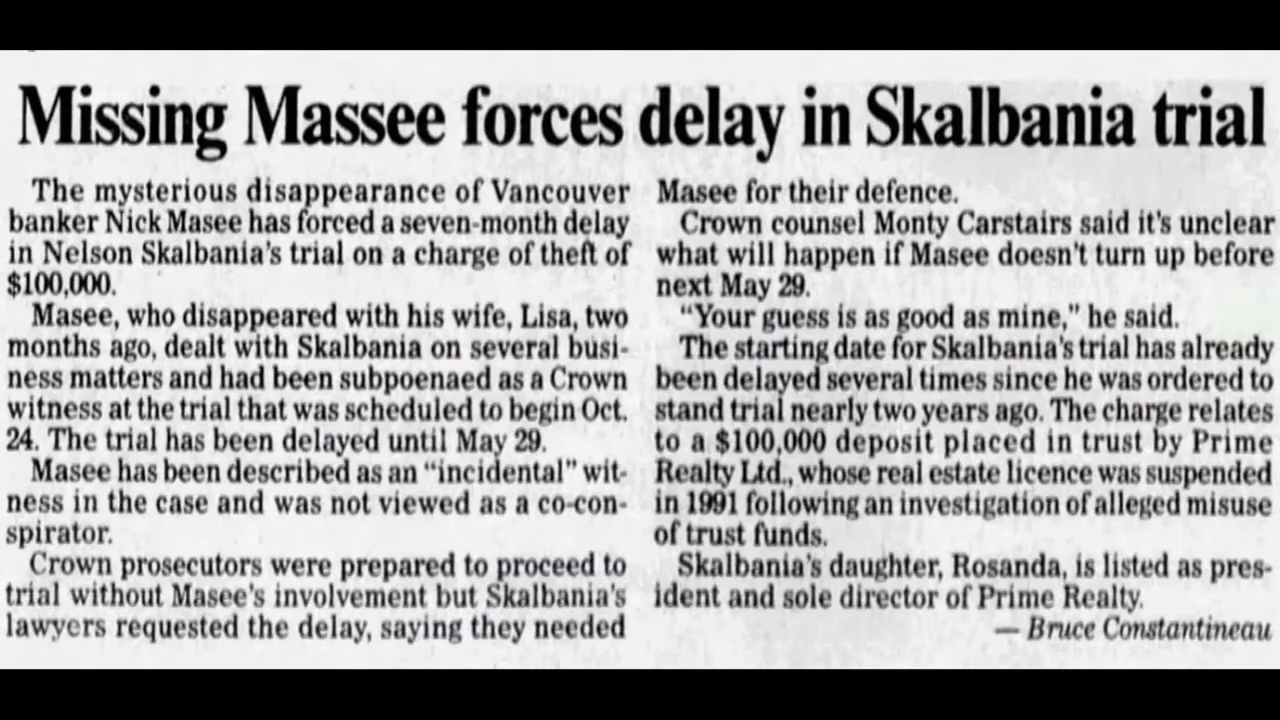 Missing Massee forces delay in Skalbania trial
The mysterious disappearance of Vancouver
banker Nick Masee has forced a seven-month delay
in Nelson Skalbania's trial on a charge of theft of
$100,000.
Masee, who disappeared with his wife, Lisa, two
months ago, dealt with Skalbania on several busi-
ness matters and had been subpoenaed as a Crown
witness at the trial that was scheduled to begin Oct.
24. The trial has been delayed until May 29.
Masee has been described as an "incidental" wit-
ness in the case and was not viewed as a co-con-
spirator.
Crown prosecutors were prepared to proceed to
trial without Masee's involvement but Skalbania's
lawyers requested the delay, saying they needed
Masee for their defence.
Crown counsel Monty Carstairs said it's unclear
what will happen if Masee doesn't turn up before
next May 29.
"Your guess is as good as mine," he said.
The starting date for Skalbania's trial has already
been delayed several times since he was ordered to
stand trial nearly two years ago. The charge relates
to a $100,000 deposit placed in trust by Prime
Realty Ltd., whose real estate licence was suspended
in 1991 following an investigation of alleged misuse
of trust funds.
Skalbania's daughter, Rosanda, is listed as pres-
ident and sole director of Prime Realty.
— Bruce Constantineau